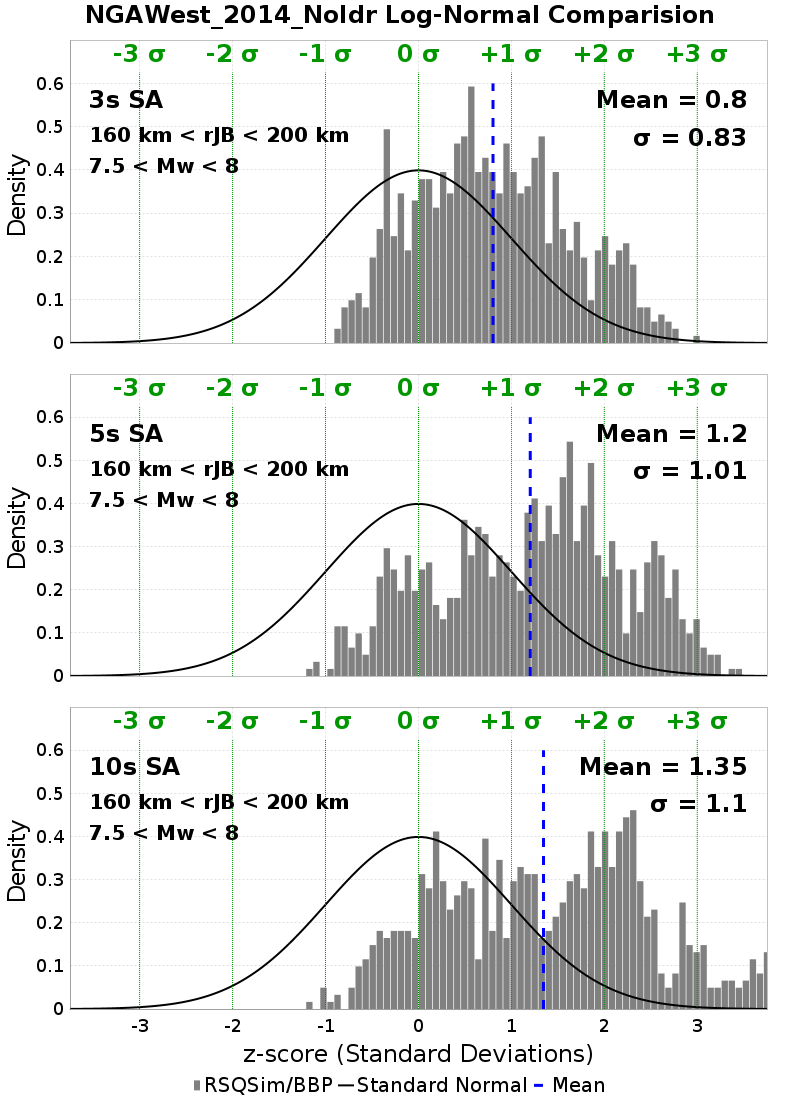 NGAWest_2014_NoIdr Log-Normal Comparision
-3 σ -2 σ -1 σ 0 σ +1 σ +2 σ +3 σ
3s SA
160 km < rJB < 200 km
7.5 < Mw < 8
Mean = 0.8
σ = 0.83
Density
0.6
0.5
0.4
0.3
0.2
0.1
0
-3 σ -2 σ -1 σ 0 σ +1 σ +2 σ +3 σ
5s SA
160 km < rJB < 200 km
7.5 < Mw < 8
Mean = 1.2
σ = 1.01
Density
0.6
0.5
0.4
0.3
0.2
0.1
0
-3 σ -2 σ -1 σ 0 σ +1 σ +2 σ +3 σ
10s SA
160 km < rJB < 200 km
7.5 < Mw < 8
Mean = 1.35
σ = 1.1
Density
0.6
0.5
0.4
0.3
0.2
0.1
0
-3 -2 -1 0 1 2 3
z-score (Standard Deviations)
RSQSim/BBP Standard Normal Mean